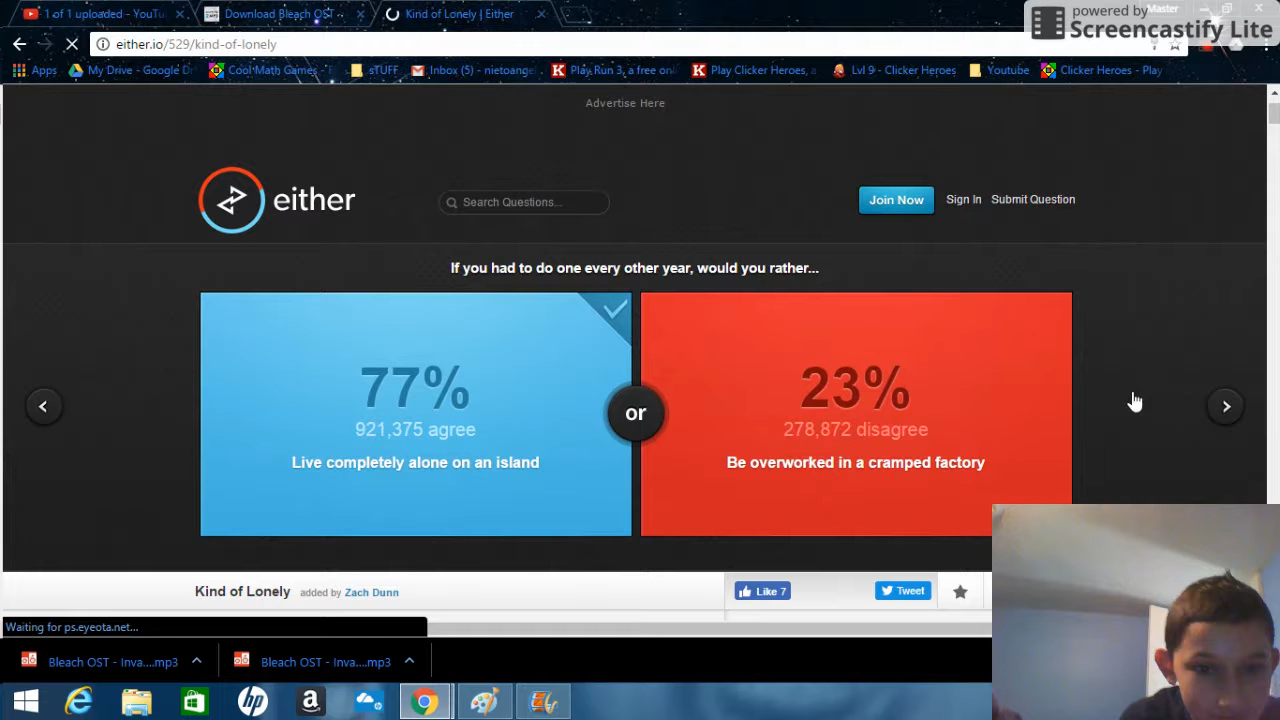 1 of 1 uploaded - YouTu
Download Bleach OST -
Kind of Lonely | Either
Master
powered by
Screencastify Lite
either.io/529/kind-of-lonely
Apps
My Drive - Google Dr
Cool Math Games -
sTUFF
Inbox (5) - nietoange
Play Run 3, a free onl
Play Clicker Heroes, a
Lvl 9 - Clicker Heroes
Youtube
Clicker Heroes - Play
Advertise Here
either
Search Questions...
Join Now
Sign In
Submit Question
If you had to do one every other year, would you rather...
77%
921,375 agree
Live completely alone on an island
or
23%
278,872 disagree
Be overworked in a cramped factory
Kind of Lonely added by Zach Dunn
Like 7
Tweet
Waiting for ps.eyeota.net...
Bleach OST - Inva....mp3
Bleach OST - Inva....mp3
hp
a